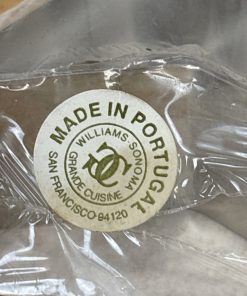 MADE IN PORTUGAL
WILLIAMS-SONOMA
GRANDE CUISINE
SAN FRANCISCO 94120